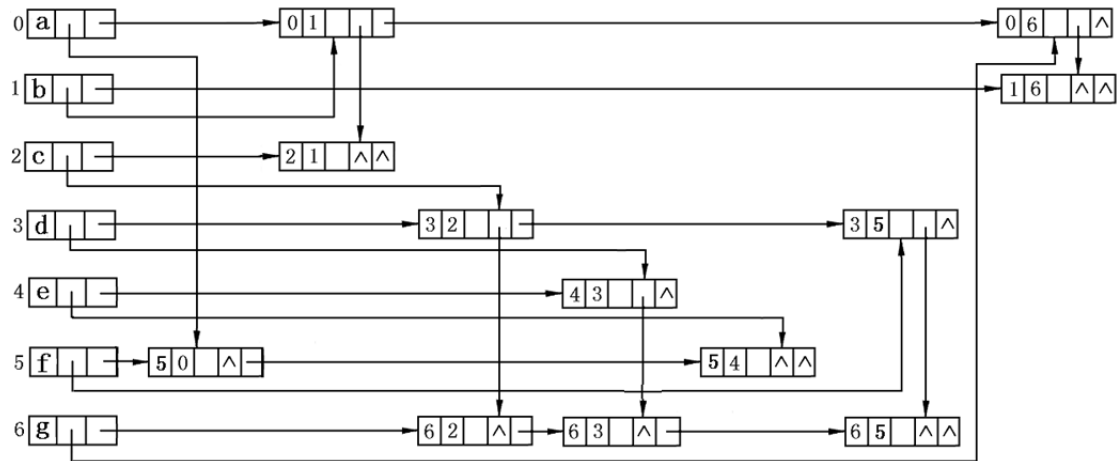 0 a 0 1 0 6 ^
1 b 1 6 ^ ^
2 c 2 1 ^ ^
3 d 3 2 3 5 ^
4 e 4 3 ^
5 f 5 0 ^ 5 4 ^ ^
6 g 6 2 ^ 6 3 ^ 6 5 ^ ^